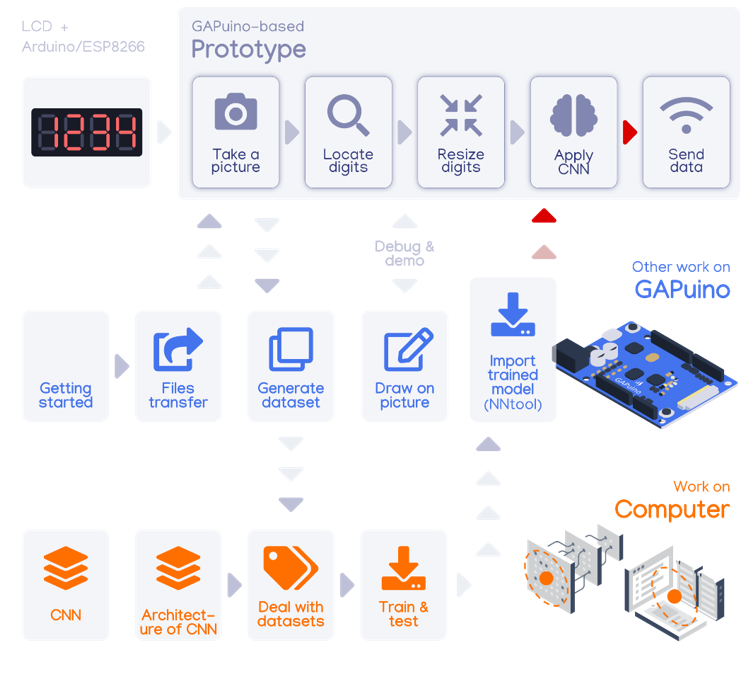 LCD +
Arduino/ESP8266
GAPuino-based
Prototype
1234
Take a
picture
Locate
digits
Resize
digits
Apply
CNN
Send
data
Debug &
demo
Other work on
GAPuino
Getting
started
Files
transfer
Generate
dataset
Draw on
picture
Import
trained
model
(NNtool)
GAPuino
Work on
Computer
CNN
Architect-
ure of CNN
Deal with
datasets
Train &
test